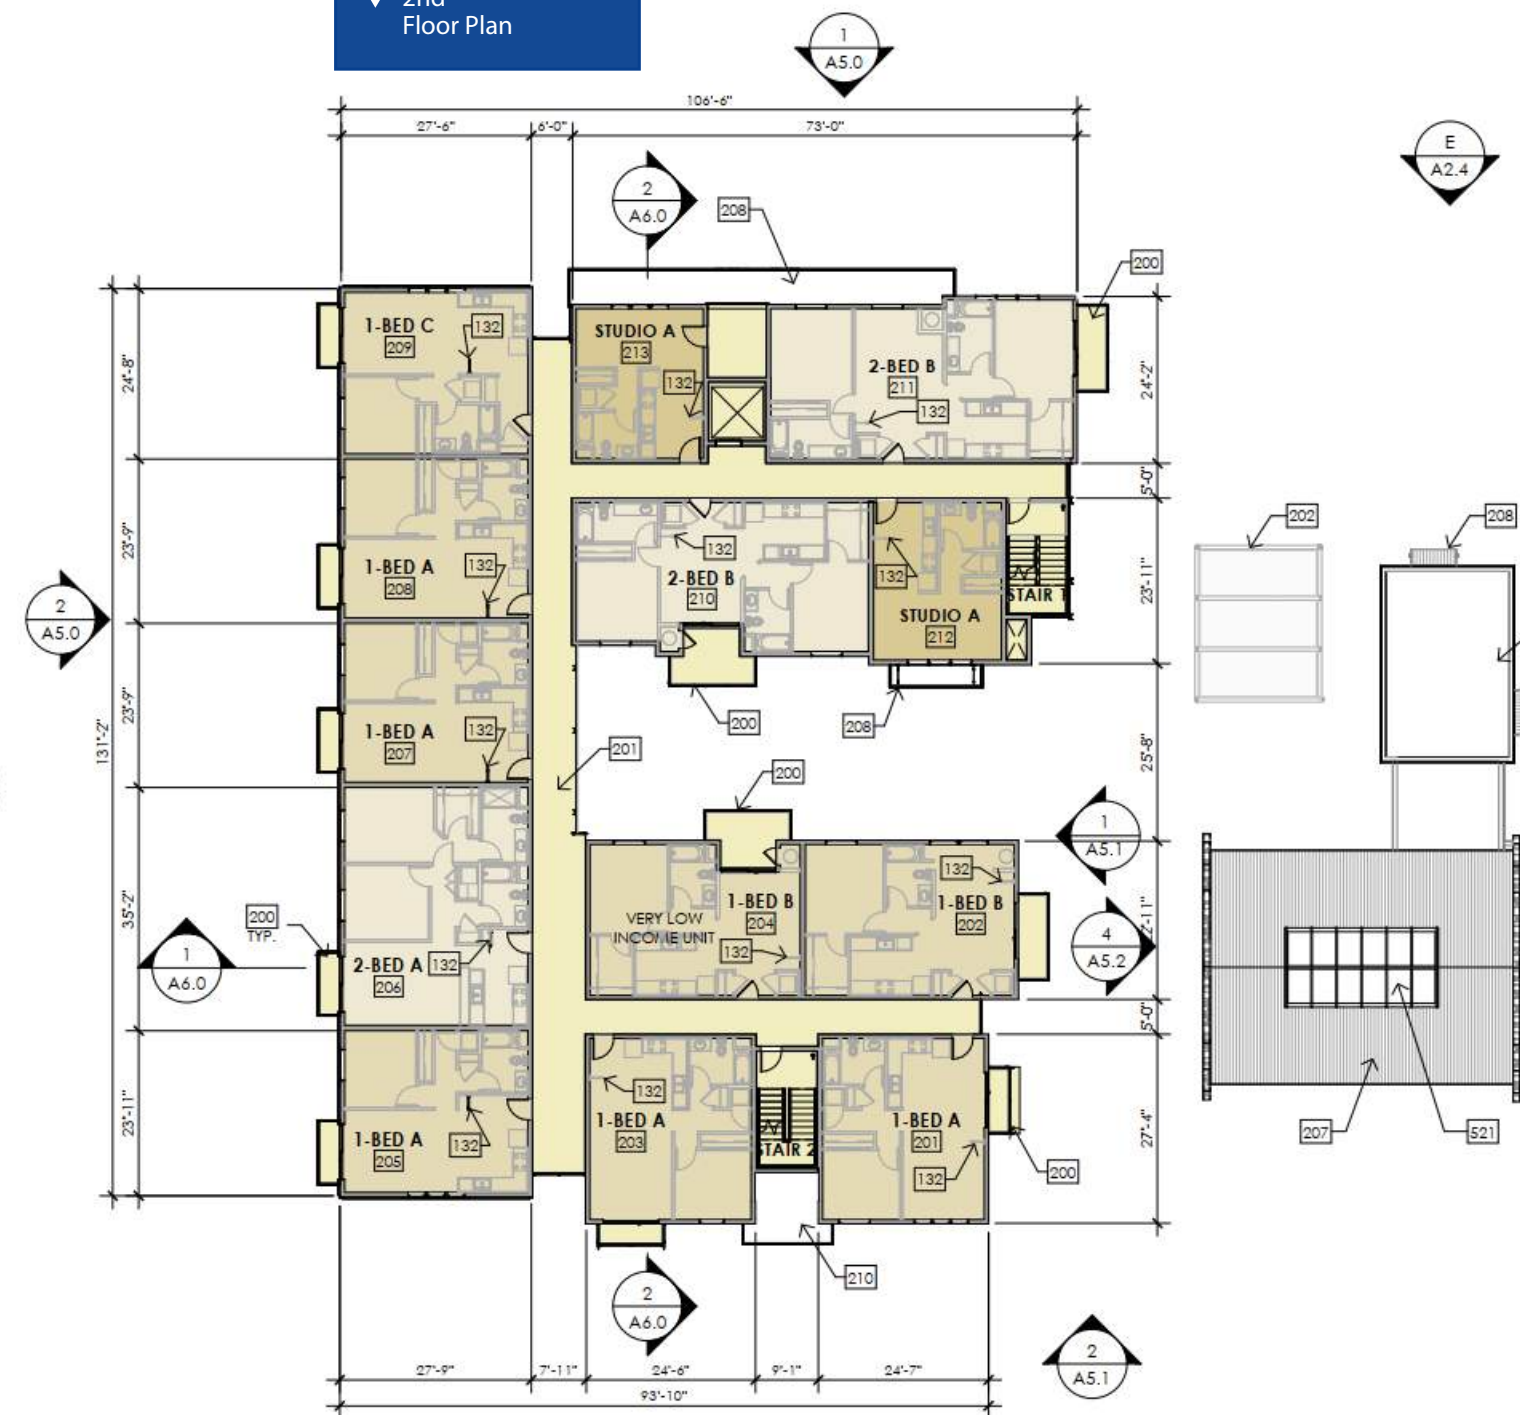 2nd
Floor Plan
1
A5.0
106'-6"
27'-6"
6'-0"
73'-0"
E
A2.4
2
A6.0
208
200
1-BED C
132
209
STUDIO A
213
132
2-BED B
211
132
24'-8"
24'-2"
5'-0"
202
208
23'-9"
1-BED A
132
208
132
2-BED B
210
132
STUDIO A
212
STAIR 1
23'-11"
2
A5.0
131'-2"
23'-9"
1-BED A
132
207
201
200
208
25'-8"
200
1
A5.1
35'-2"
200
TYP.
1
A6.0
2-BED A
132
206
VERY LOW
INCOME UNIT
1-BED B
204
132
132
1-BED B
202
4
A5.2
5'-0"
23'-11"
1-BED A
132
205
132
1-BED A
203
STAIR 2
1-BED A
201
132
200
27'-4"
207
521
210
2
A6.0
2
A5.1
27'-9"
7'-11"
24'-6"
9'-1"
24'-7"
93'-10"